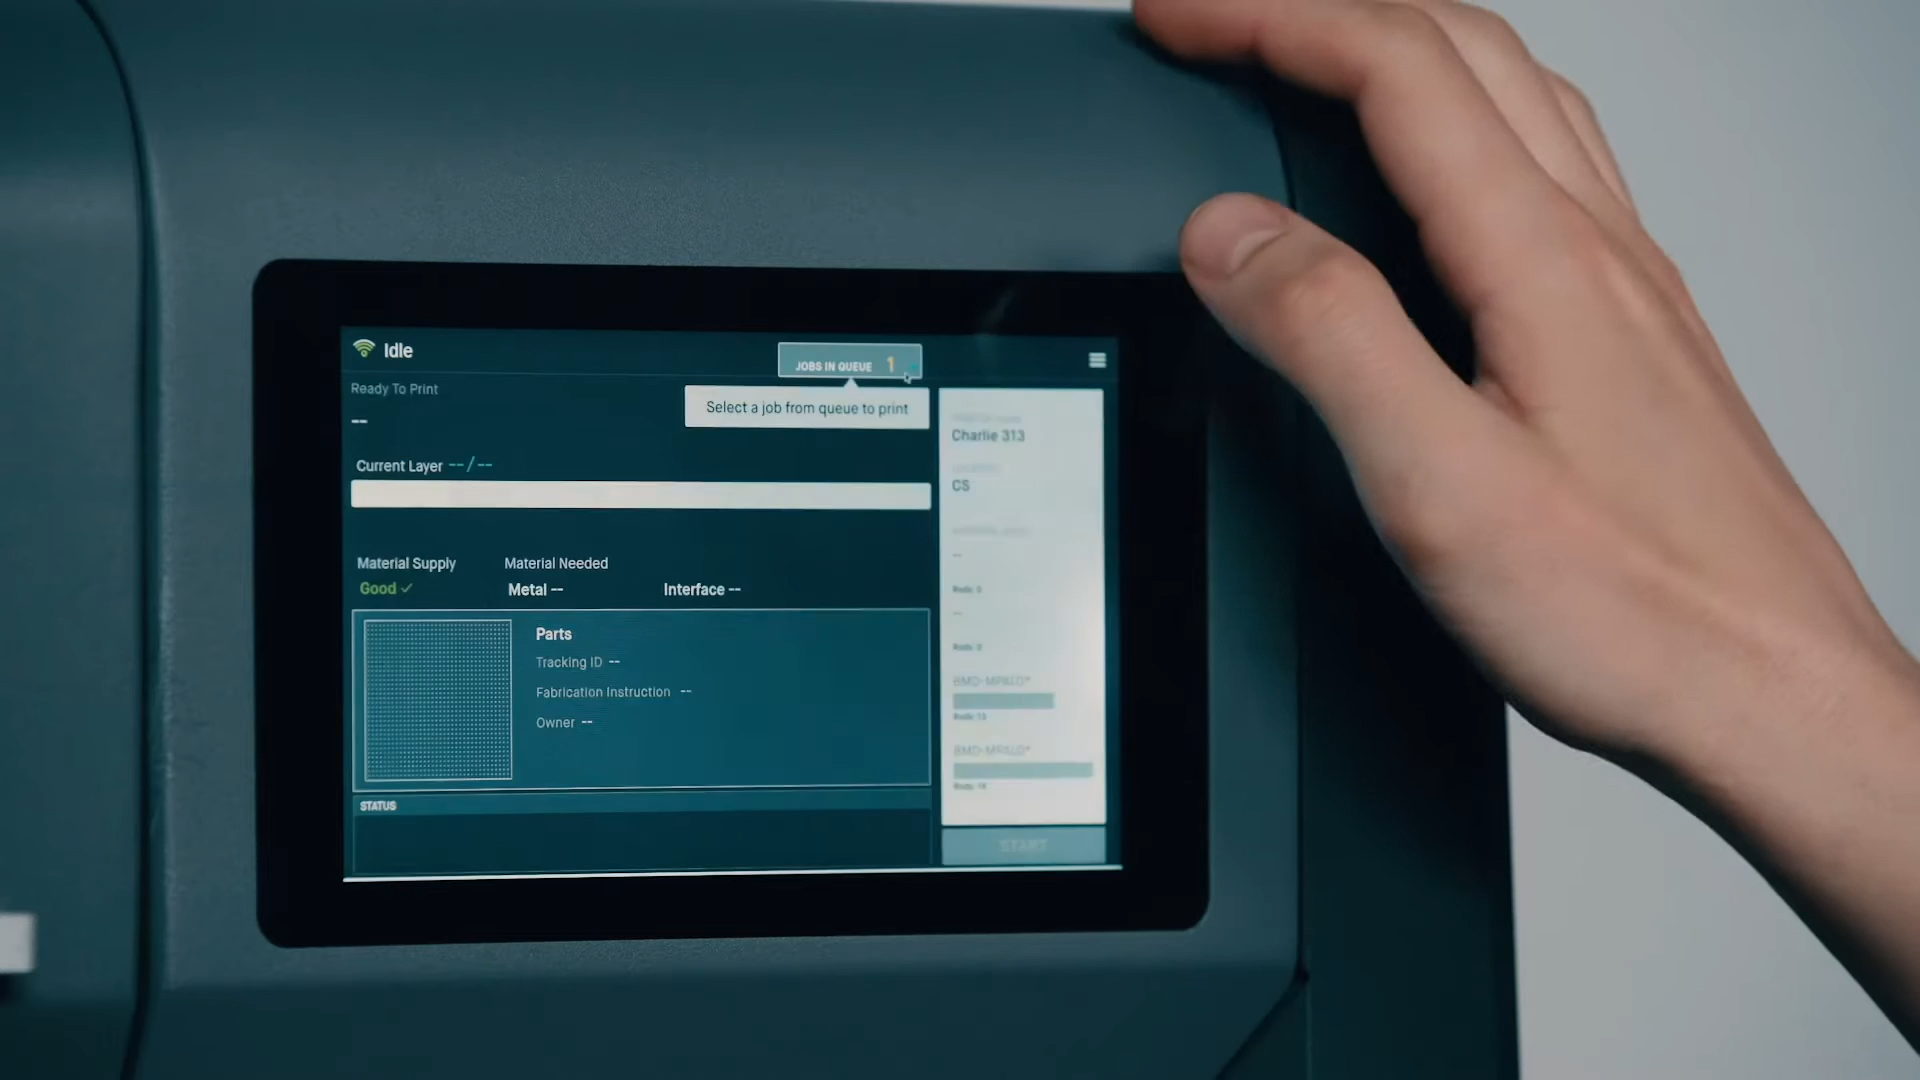 Idle
JOBS IN QUEUE 1
Ready To Print
--
Select a job from queue to print
Current Layer --/--
Material Supply
Good ✓
Material Needed
Metal --
Interface --
Parts
Tracking ID --
Fabrication Instruction --
Owner --
STATUS
Charlie 313
CS
--
--
START